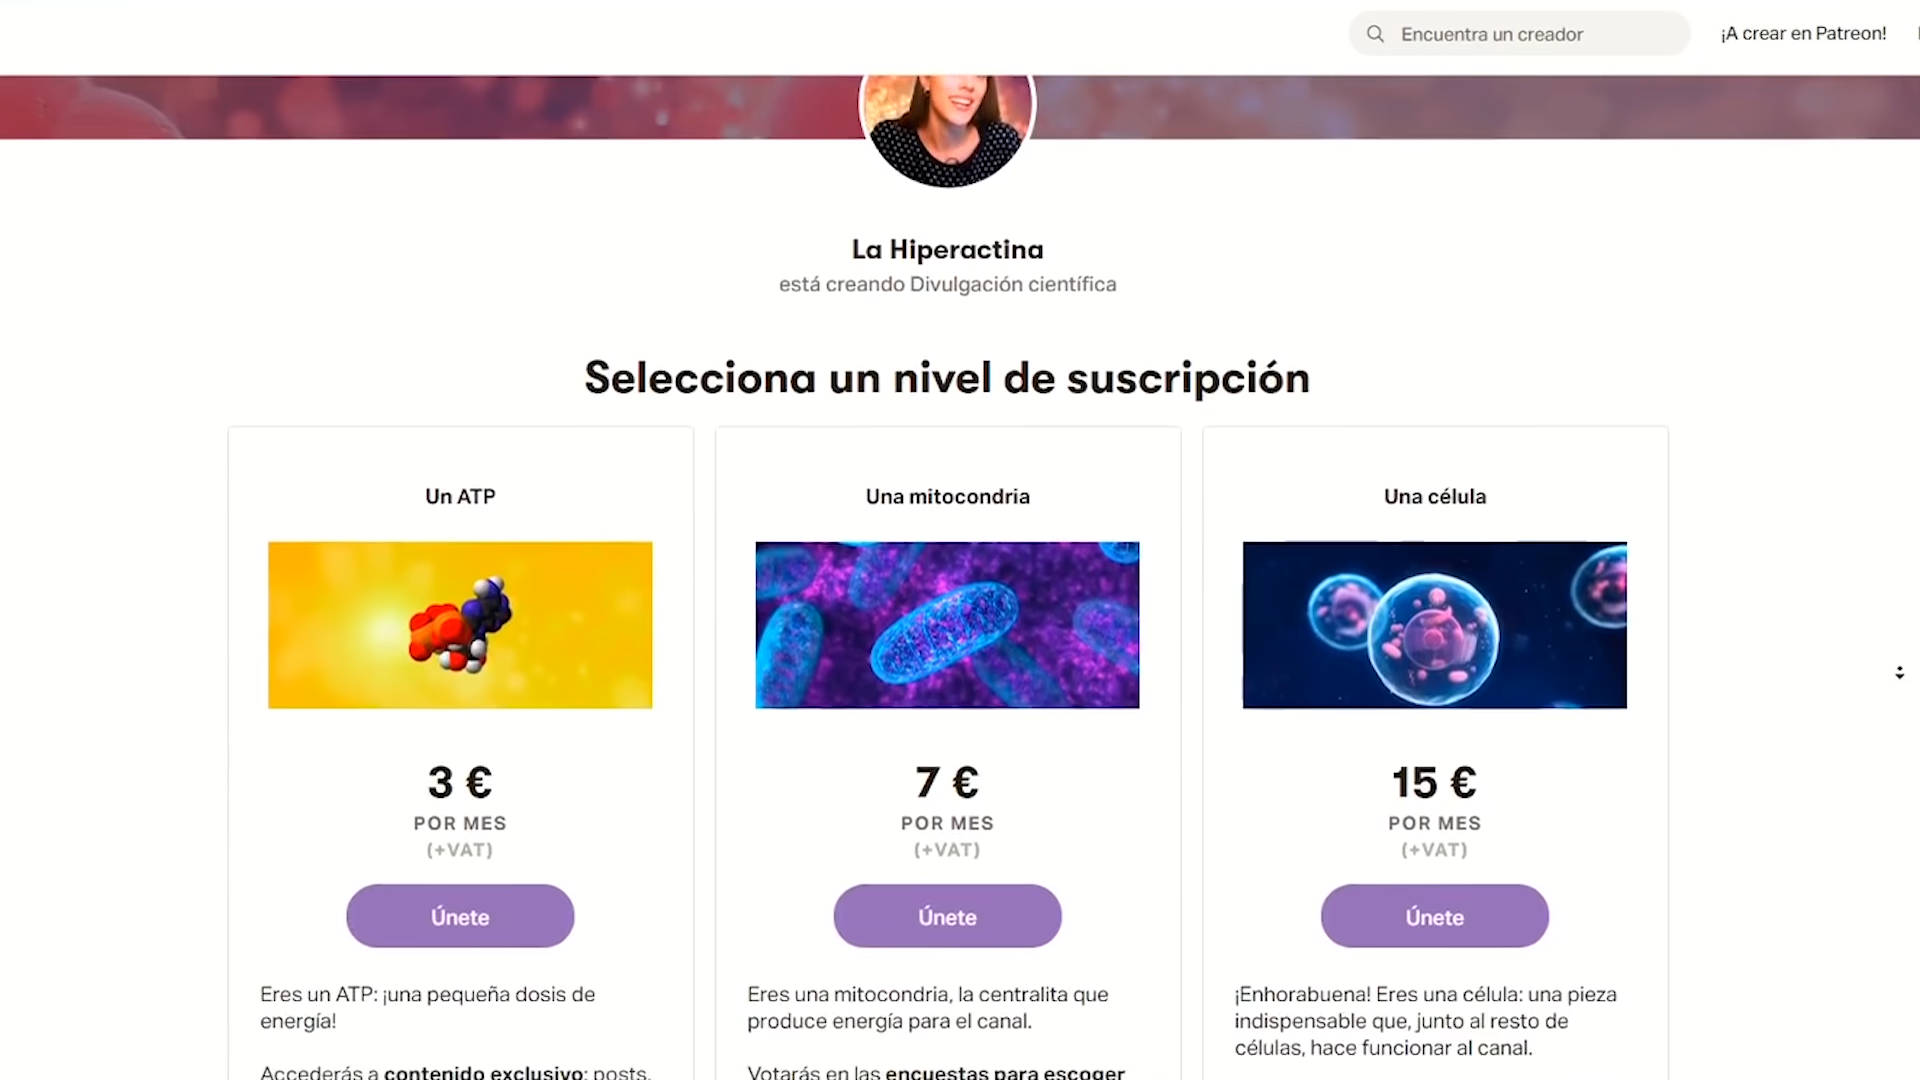 Encuentra un creador
¡A crear en Patreon!
La Hiperactina
está creando Divulgación científica
Selecciona un nivel de suscripción
Un ATP
3 €
POR MES
(+VAT)
Únete
Eres un ATP: ¡una pequeña dosis de
energía!
Accederás a contenido exclusivo: posts,
Una mitocondria
7 €
POR MES
(+VAT)
Únete
Eres una mitocondria, la centralita que
produce energía para el canal.
Votarás en las encuestas para escoger
Una célula
15 €
POR MES
(+VAT)
Únete
¡Enhorabuena! Eres una célula: una pieza
indispensable que, junto al resto de
células, hace funcionar al canal.